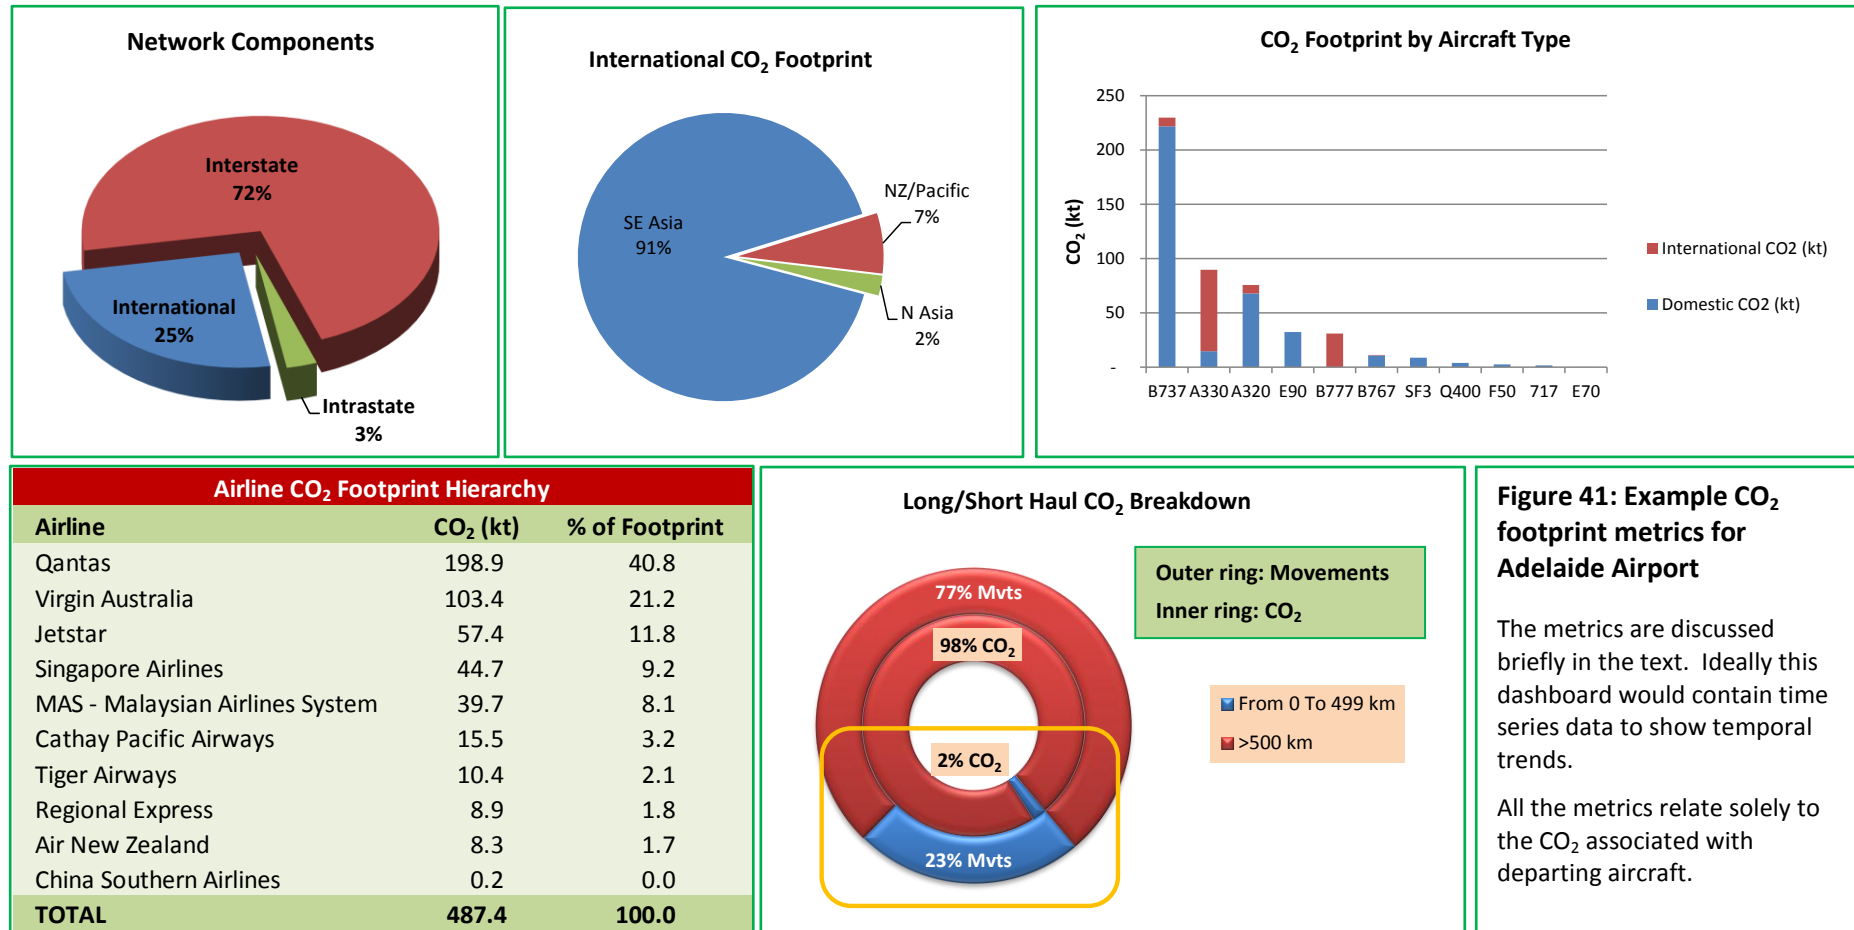 Network Components
Interstate
72%
International
25%
Intrastate
3%
International CO₂ Footprint
SE Asia
91%
NZ/Pacific
7%
N Asia
2%
CO₂ Footprint by Aircraft Type
CO₂ (kt)
250
200
150
100
50
-
B737 A330 A320 E90 B777 B767 SF3 Q400 F50 717 E70
International CO2 (kt)
Domestic CO2 (kt)
Airline CO₂ Footprint Hierarchy
Airline CO₂ (kt) % of Footprint
Qantas 198.9 40.8
Virgin Australia 103.4 21.2
Jetstar 57.4 11.8
Singapore Airlines 44.7 9.2
MAS - Malaysian Airlines System 39.7 8.1
Cathay Pacific Airways 15.5 3.2
Tiger Airways 10.4 2.1
Regional Express 8.9 1.8
Air New Zealand 8.3 1.7
China Southern Airlines 0.2 0.0
TOTAL 487.4 100.0
Long/Short Haul CO₂ Breakdown
77% Mvts
98% CO₂
2% CO₂
23% Mvts
Outer ring: Movements
Inner ring: CO₂
From 0 To 499 km
>500 km
Figure 41: Example CO₂
footprint metrics for
Adelaide Airport
The metrics are discussed
briefly in the text. Ideally this
dashboard would contain time
series data to show temporal
trends.
All the metrics relate solely to
the CO₂ associated with
departing aircraft.